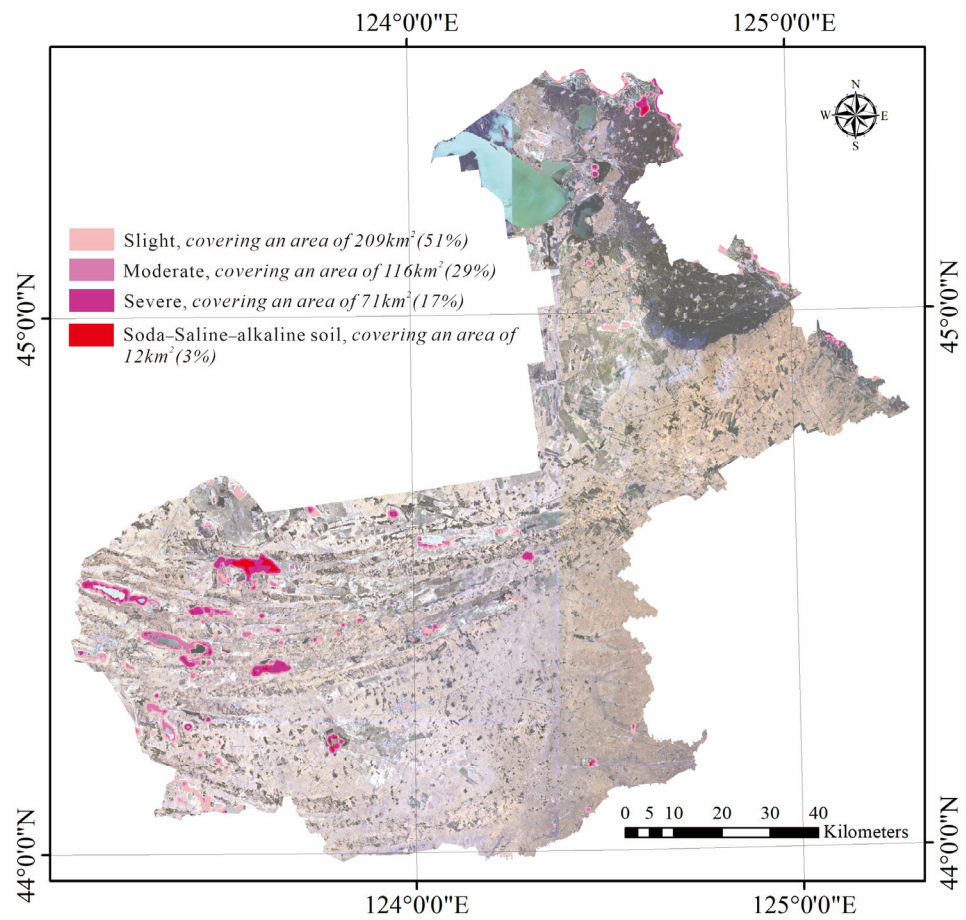 124°0'0"E 125°0'0"E
N
W E
S
Slight, covering an area of 209km²(51%)
Moderate, covering an area of 116km²(29%)
Severe, covering an area of 71km²(17%)
Soda–Saline–alkaline soil, covering an area of
12km²(3%)
45°0'0"N 45°0'0"N
0 5 10 20 30 40
Kilometers
44°0'0"N 44°0'0"N
124°0'0"E 125°0'0"E